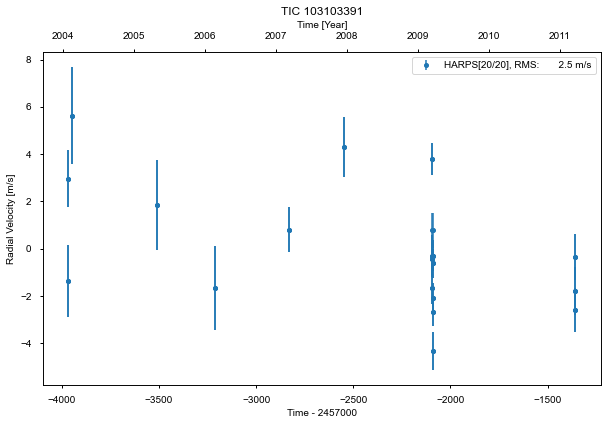 TIC 103103391
Time [Year]
2004 2005 2006 2007 2008 2009 2010 2011
HARPS[20/20], RMS: 2.5 m/s
8
6
4
2
0
−2
−4
Radial Velocity [m/s]
−4000 −3500 −3000 −2500 −2000 −1500
Time - 2457000